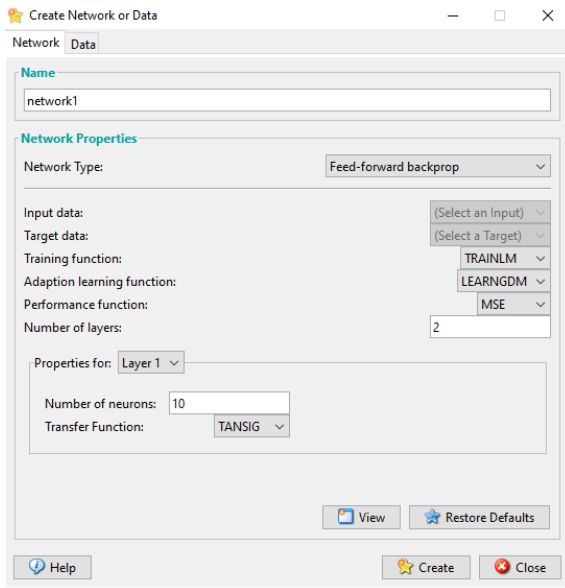 Create Network or Data
Network Data
Name
network1
Network Properties
Network Type: Feed-forward backprop
Input data: (Select an Input)
Target data: (Select a Target)
Training function: TRAINLM
Adaption learning function: LEARNGDM
Performance function: MSE
Number of layers: 2
Properties for: Layer 1
Number of neurons: 10
Transfer Function: TANSIG
View Restore Defaults
Help Create Close